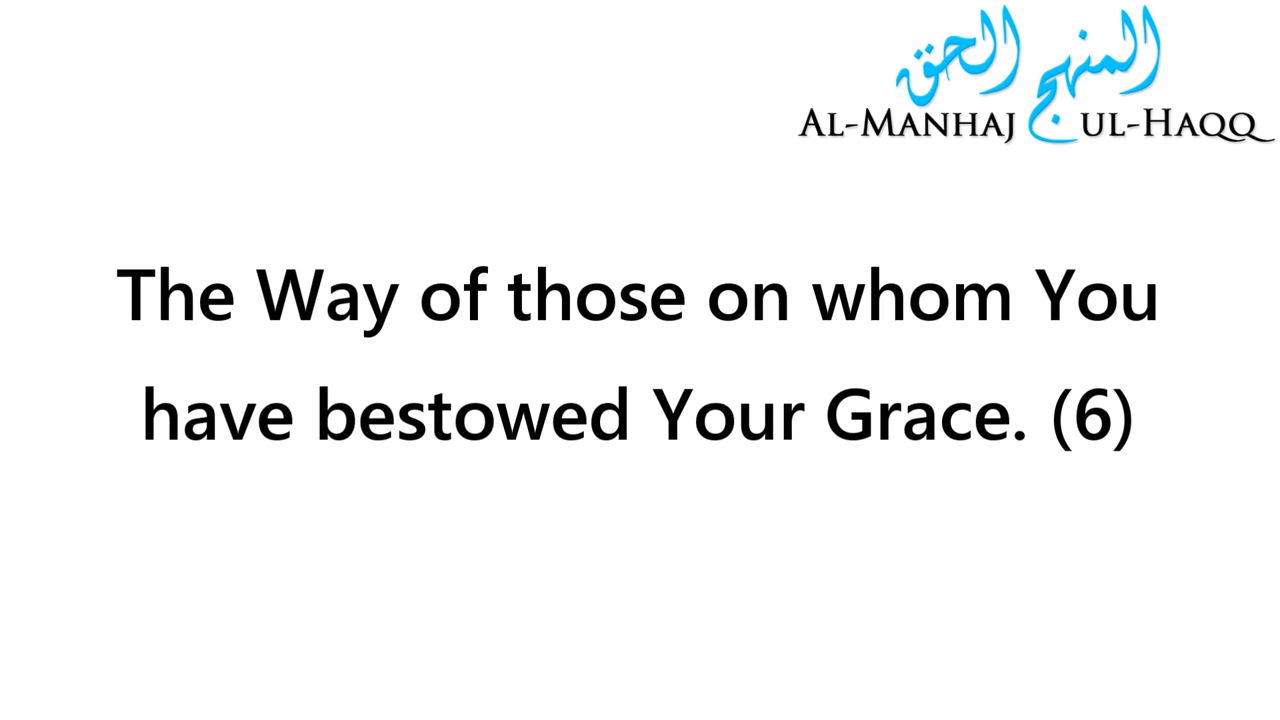 المنهج الحق
AL-MANHAJ UL-HAQQ
The Way of those on whom You
have bestowed Your Grace. (6)